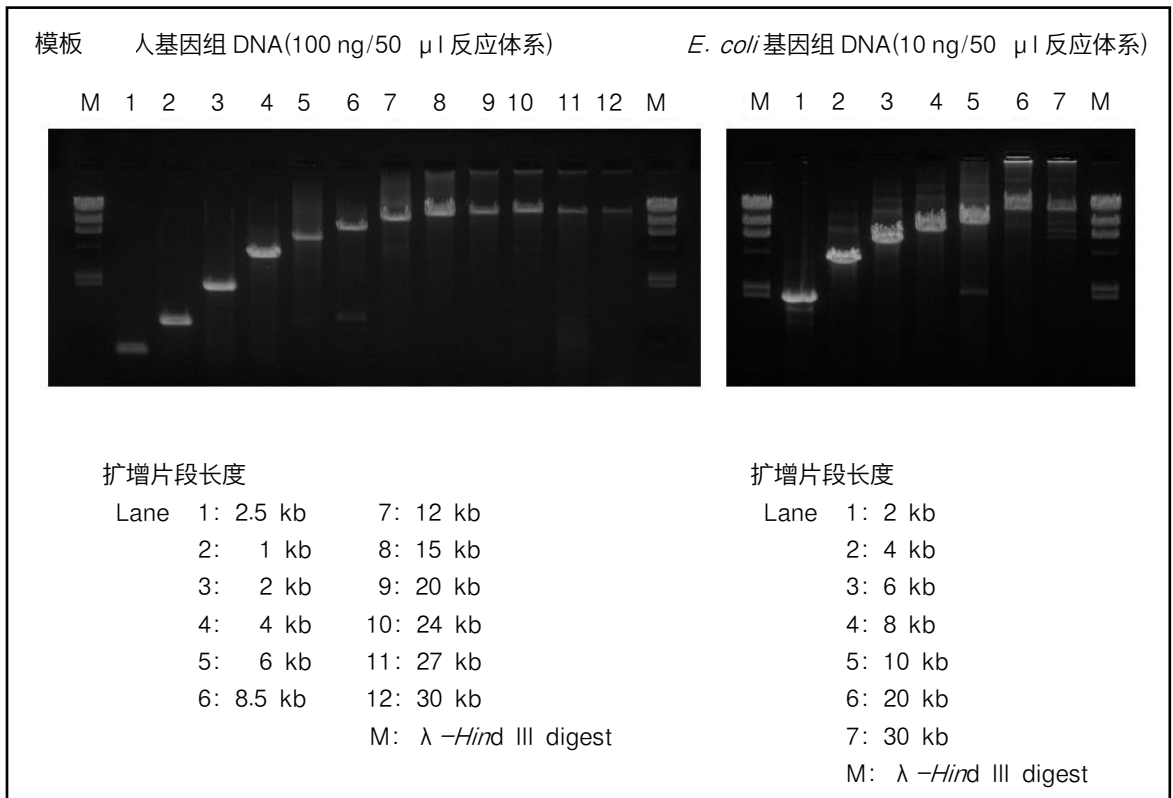 模板 人基因组 DNA(100 ng/50 μl 反应体系) E. coli 基因组 DNA(10 ng/50 μl 反应体系)
M 1 2 3 4 5 6 7 8 9 10 11 12 M M 1 2 3 4 5 6 7 M
扩增片段长度
Lane 1: 2.5 kb 7: 12 kb
2: 1 kb 8: 15 kb
3: 2 kb 9: 20 kb
4: 4 kb 10: 24 kb
5: 6 kb 11: 27 kb
6: 8.5 kb 12: 30 kb
M: λ-Hind III digest
扩增片段长度
Lane 1: 2 kb
2: 4 kb
3: 6 kb
4: 8 kb
5: 10 kb
6: 20 kb
7: 30 kb
M: λ-Hind III digest